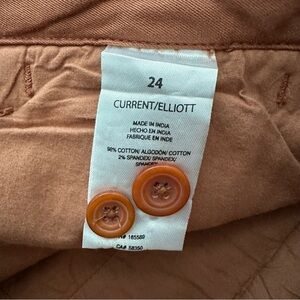 24
CURRENT/ELLIOTT
MADE IN INDIA
HECHO EN INDIA
FABRIQUE EN INDE
98% COTTON/ ALGODÓN/ COTTON
2% SPANDEX/ SPANDEX/
SPANDEX
RN# 165589
CA# 58350